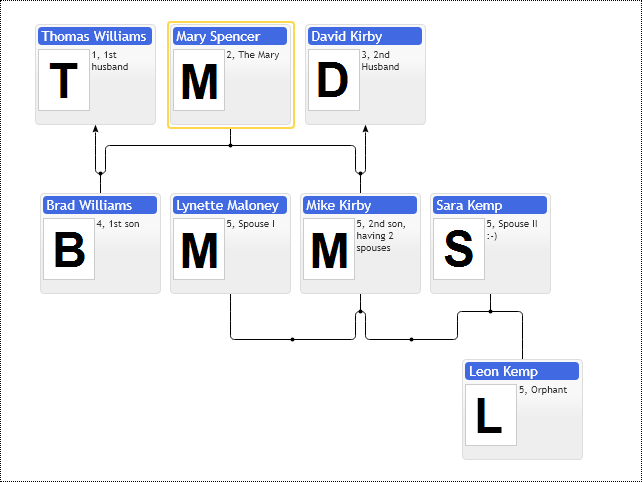 Thomas Williams
T
1, 1st
husband
Mary Spencer
M
2, The Mary
David Kirby
D
3, 2nd
Husband
Brad Williams
B
4, 1st son
Lynette Maloney
M
5, Spouse I
Mike Kirby
M
5, 2nd son,
having 2
spouses
Sara Kemp
S
5, Spouse II
:-)
Leon Kemp
L
5, Orphant